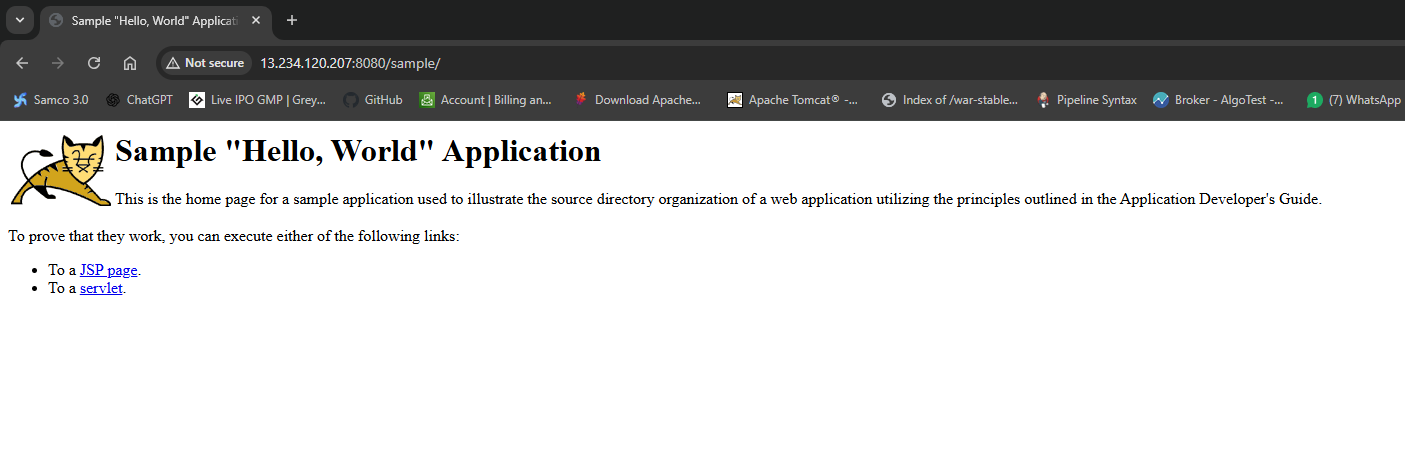 Sample "Hello, World" Applicatio
Not secure 13.234.120.207:8080/sample/
Samco 3.0 ChatGPT Live IPO GMP | Grey... GitHub Account | Billing an... Download Apache... Apache Tomcat® -... Index of /war-stable... Pipeline Syntax Broker - AlgoTest -... 1 (7) WhatsApp
Sample "Hello, World" Application
This is the home page for a sample application used to illustrate the source directory organization of a web application utilizing the principles outlined in the Application Developer's Guide.
To prove that they work, you can execute either of the following links:
• To a JSP page.
• To a servlet.